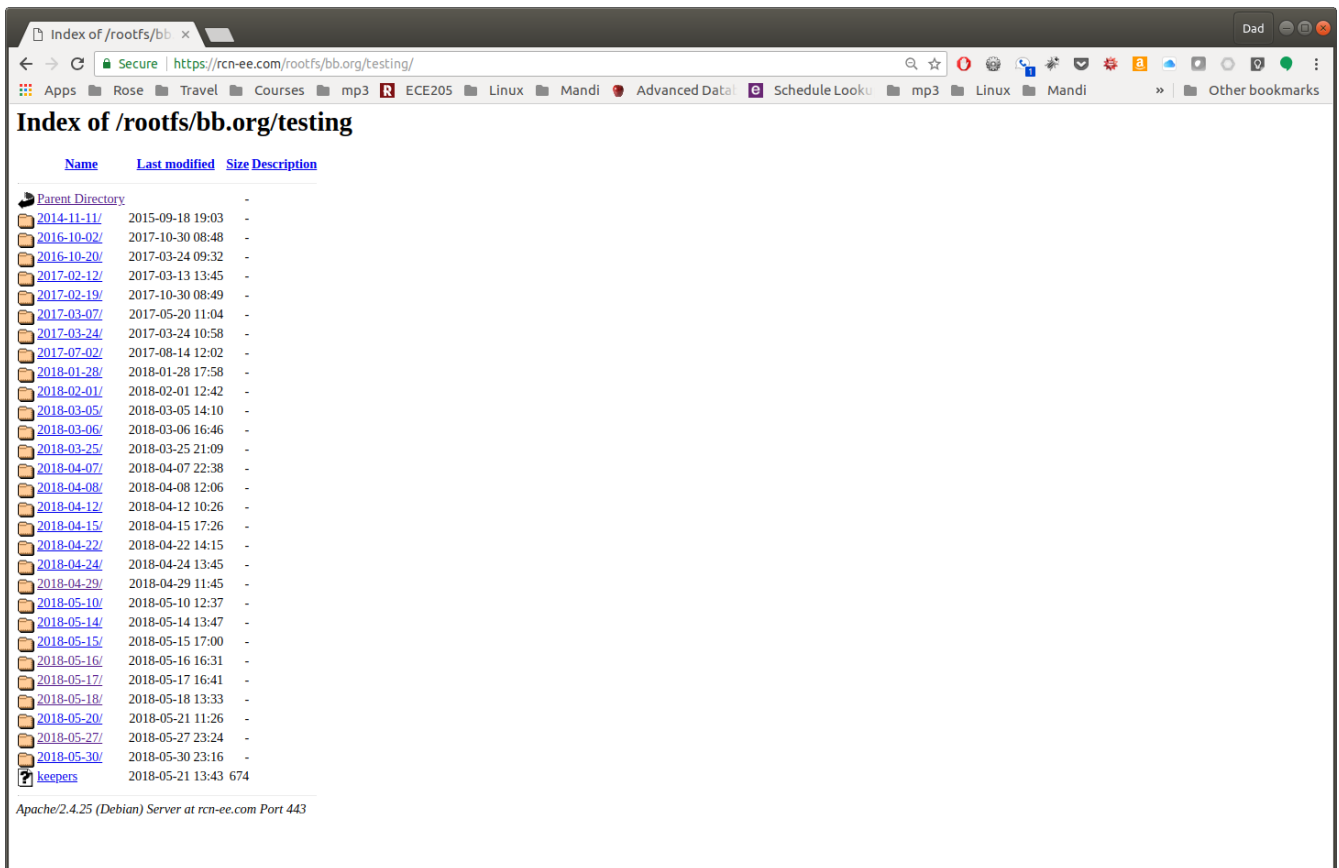 Index of /rootfs/bb
Dad
Secure | https://rcn-ee.com/rootfs/bb.org/testing/
1
Apps Rose Travel Courses mp3 R ECE205 Linux Mandi Advanced Data e Schedule Looku mp3 Linux Mandi » Other bookmarks
Index of /rootfs/bb.org/testing
Name Last modified Size Description
Parent Directory -
2014-11-11/ 2015-09-18 19:03 -
2016-10-02/ 2017-10-30 08:48 -
2016-10-20/ 2017-03-24 09:32 -
2017-02-12/ 2017-03-13 13:45 -
2017-02-19/ 2017-10-30 08:49 -
2017-03-07/ 2017-05-20 11:04 -
2017-03-24/ 2017-03-24 10:58 -
2017-07-02/ 2017-08-14 12:02 -
2018-01-28/ 2018-01-28 17:58 -
2018-02-01/ 2018-02-01 12:42 -
2018-03-05/ 2018-03-05 14:10 -
2018-03-06/ 2018-03-06 16:46 -
2018-03-25/ 2018-03-25 21:09 -
2018-04-07/ 2018-04-07 22:38 -
2018-04-08/ 2018-04-08 12:06 -
2018-04-12/ 2018-04-12 10:26 -
2018-04-15/ 2018-04-15 17:26 -
2018-04-22/ 2018-04-22 14:15 -
2018-04-24/ 2018-04-24 13:45 -
2018-04-29/ 2018-04-29 11:45 -
2018-05-10/ 2018-05-10 12:37 -
2018-05-14/ 2018-05-14 13:47 -
2018-05-15/ 2018-05-15 17:00 -
2018-05-16/ 2018-05-16 16:31 -
2018-05-17/ 2018-05-17 16:41 -
2018-05-18/ 2018-05-18 13:33 -
2018-05-20/ 2018-05-21 11:26 -
2018-05-27/ 2018-05-27 23:24 -
2018-05-30/ 2018-05-30 23:16 -
keepers 2018-05-21 13:43 674
Apache/2.4.25 (Debian) Server at rcn-ee.com Port 443